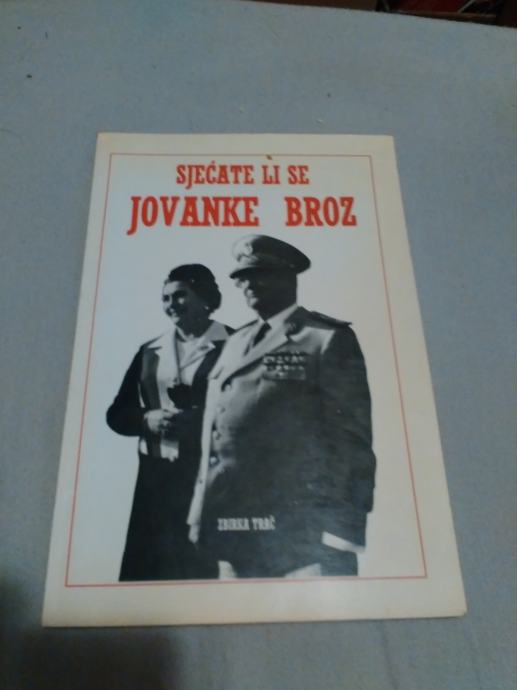 SJEĆATE LI SE
JOVANKE BROZ
ZBIRKA TRAČ